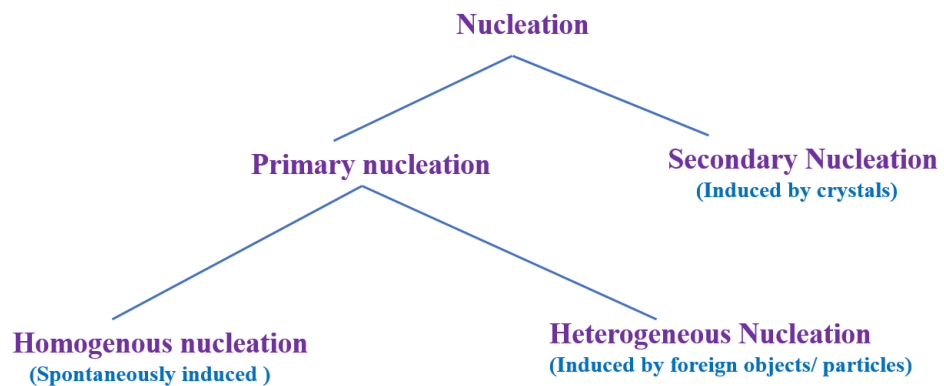 Nucleation
Primary nucleation
Secondary Nucleation
(Induced by crystals)
Homogenous nucleation
(Spontaneously induced )
Heterogeneous Nucleation
(Induced by foreign objects/ particles)